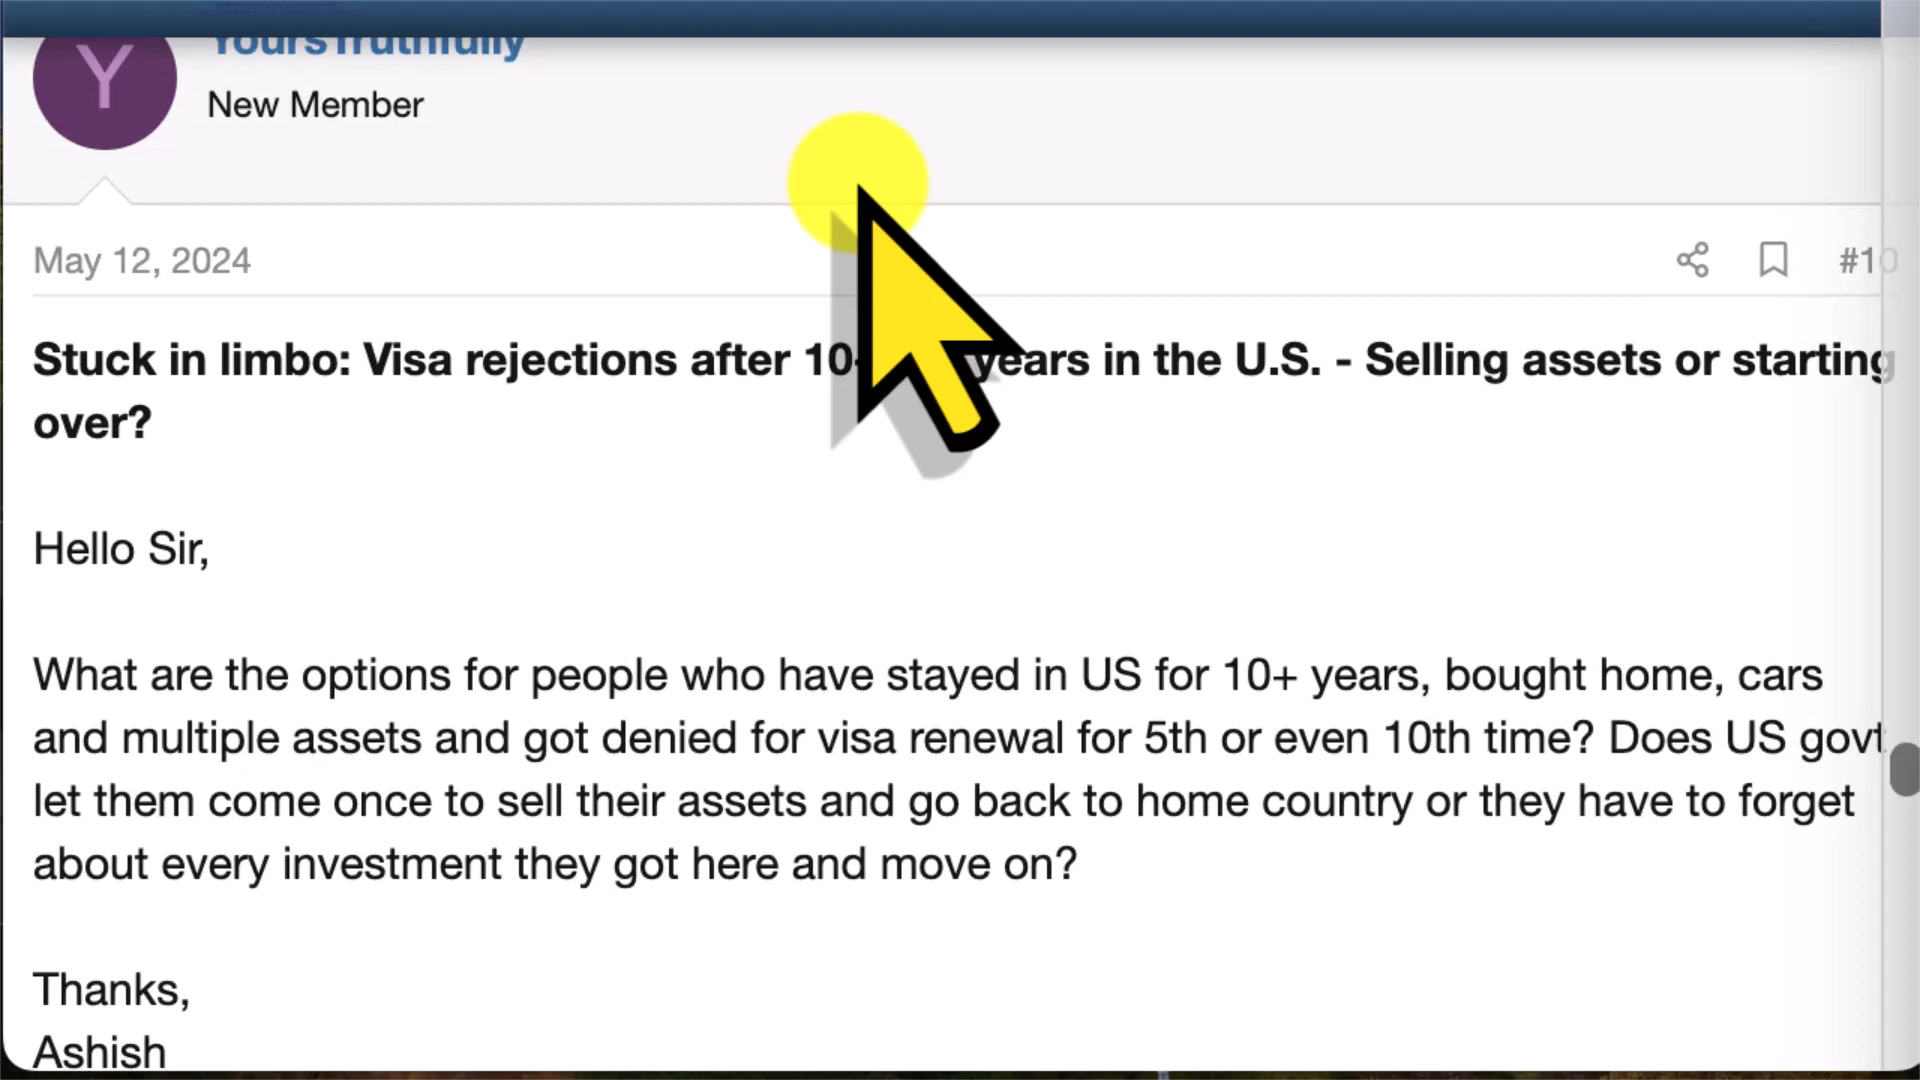 YoursTruthfully
New Member
May 12, 2024
#10
Stuck in limbo: Visa rejections after 10 years in the U.S. - Selling assets or starting
over?
Hello Sir,
What are the options for people who have stayed in US for 10+ years, bought home, cars
and multiple assets and got denied for visa renewal for 5th or even 10th time? Does US govt
let them come once to sell their assets and go back to home country or they have to forget
about every investment they got here and move on?
Thanks,
Ashish